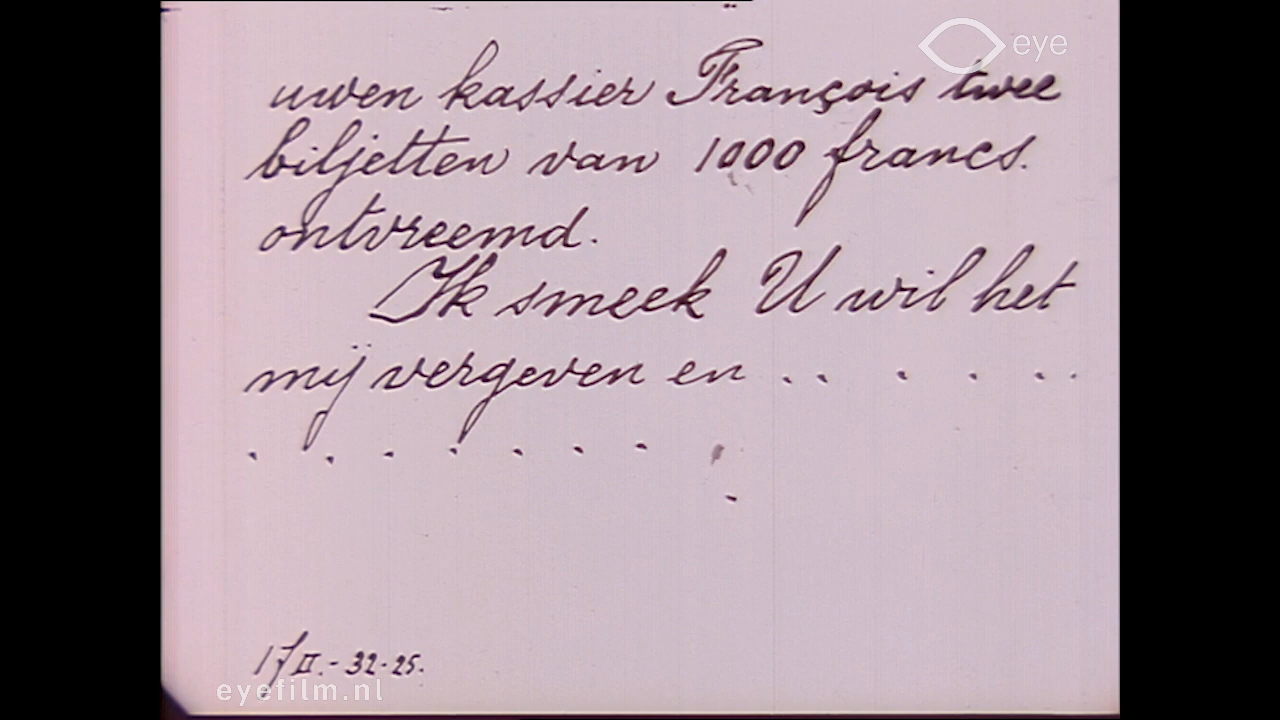 eye
uwen kassier François twee
biljetten van 1000 francs.
ontvreemd.
Ik smeek U wil het
mij vergeven en . . . . . . .
. . . . . . .
II.-32-25.
eyefilm.nl